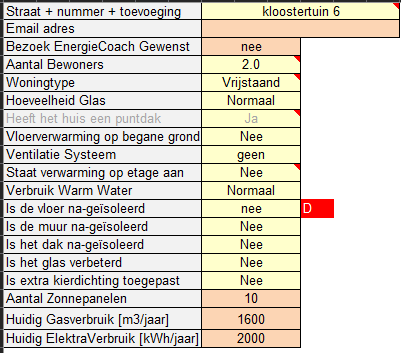 Straat + nummer + toevoeging kloostertuin 6
Email adres
Bezoek EnergieCoach Gewenst nee
Aantal Bewoners 2.0
Woningtype Vrijstaand
Hoeveelheid Glas Normaal
Heeft het huis een puntdak Ja
Vloerverwarming op begane grond Nee
Ventilatie Systeem geen
Staat verwarming op etage aan Nee
Verbruik Warm Water Normaal
Is de vloer na-geïsoleerd nee D
Is de muur na-geïsoleerd Nee
Is het dak na-geïsoleerd Nee
Is het glas verbeterd Nee
Is extra kierdichting toegepast Nee
Aantal Zonnepanelen 10
Huidig Gasverbruik [m3/jaar] 1600
Huidig ElektraVerbruik [kWh/jaar] 2000